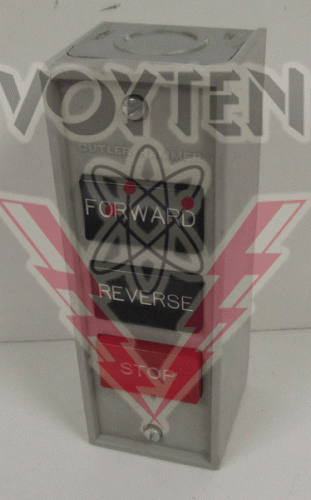 VOYTEN
CUTLER-HAMMER
FORWARD
REVERSE
STOP